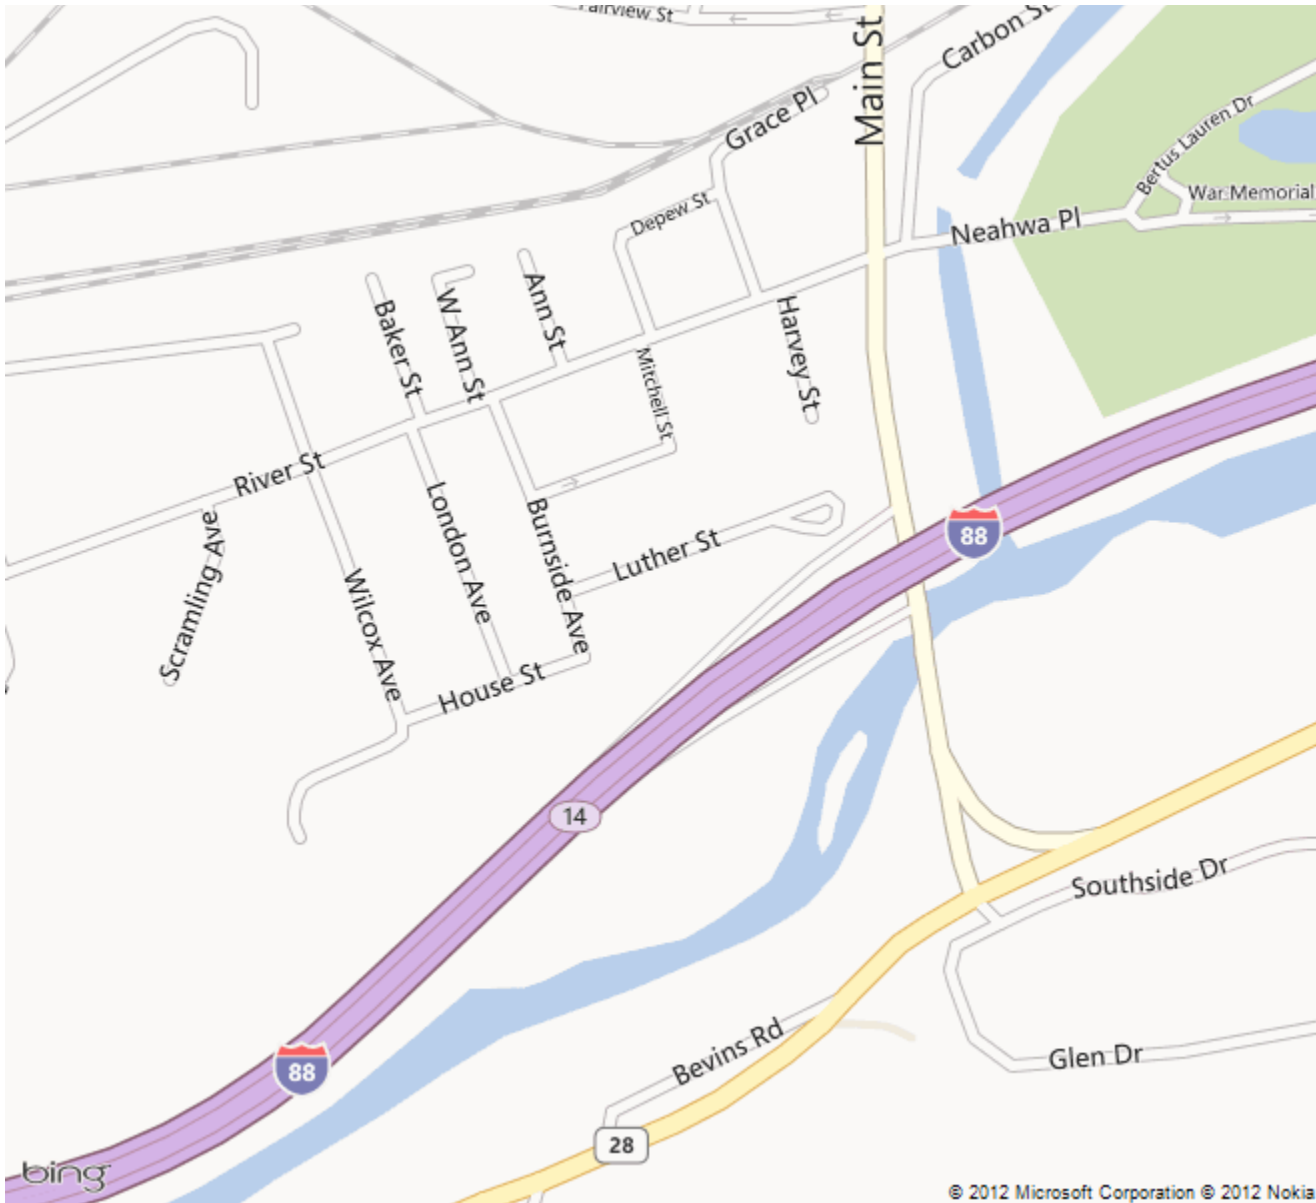 Fairview St
Main St
Carbon St
Grace Pl
Bertus Lauren Dr
War Memorial
Depew St
Neahwa Pl
Ann St
W Ann St
Baker St
Harvey St
Mitchell St
River St
Scramling Ave
London Ave
Burnside Ave
Luther St
88
Wilcox Ave
House St
14
Southside Dr
88
Bevins Rd
Glen Dr
28
bing
© 2012 Microsoft Corporation © 2012 Nokia